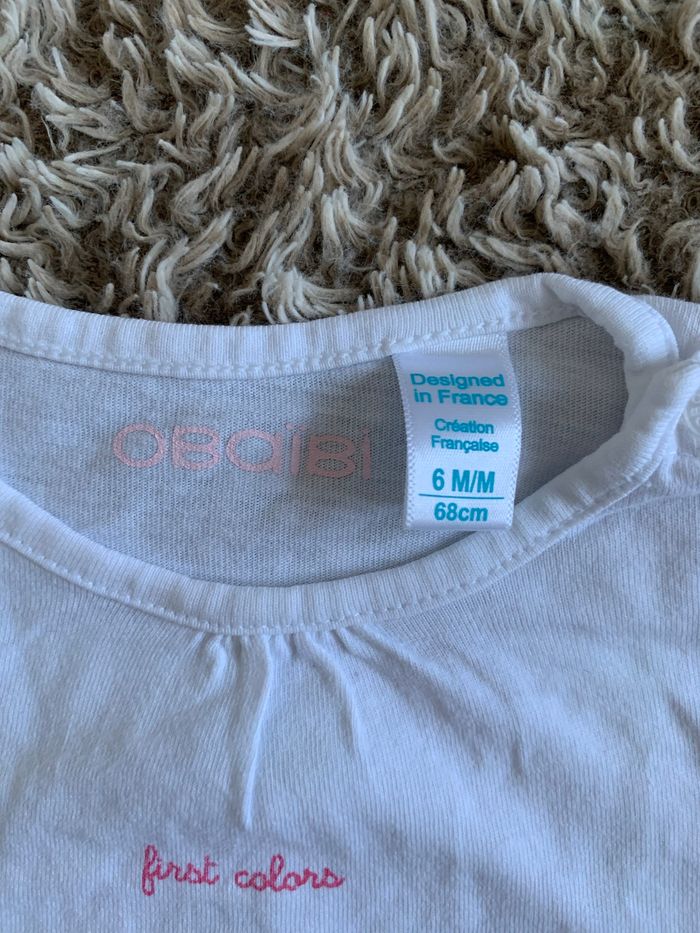 OBaïBi
Designed
in France
Création
Française
6 M/M
68cm
first colors